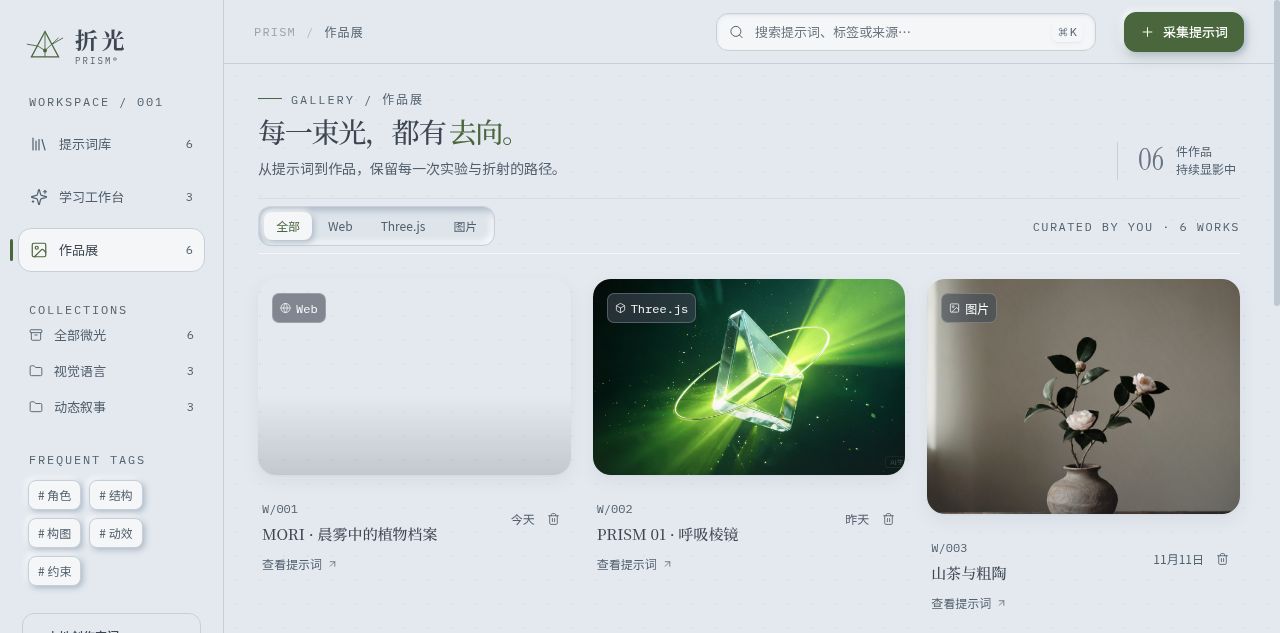 折光
PRISM°
WORKSPACE / 001
提示词库 6
学习工作台 3
作品展 6
COLLECTIONS
全部微光 6
视觉语言 3
动态叙事 3
FREQUENT TAGS
# 角色
# 结构
# 构图
# 动效
# 约束
PRISM / 作品展
搜索提示词、标签或来源…
⌘K
采集提示词
GALLERY / 作品展
每一束光，都有去向。
从提示词到作品，保留每一次实验与折射的路径。
06
件作品
持续显影中
全部 Web Three.js 图片
CURATED BY YOU · 6 WORKS
Web
W/001
MORI · 晨雾中的植物档案
今天
查看提示词
Three.js
W/002
PRISM 01 · 呼吸棱镜
昨天
查看提示词
图片
W/003
山茶与粗陶
11月11日
查看提示词